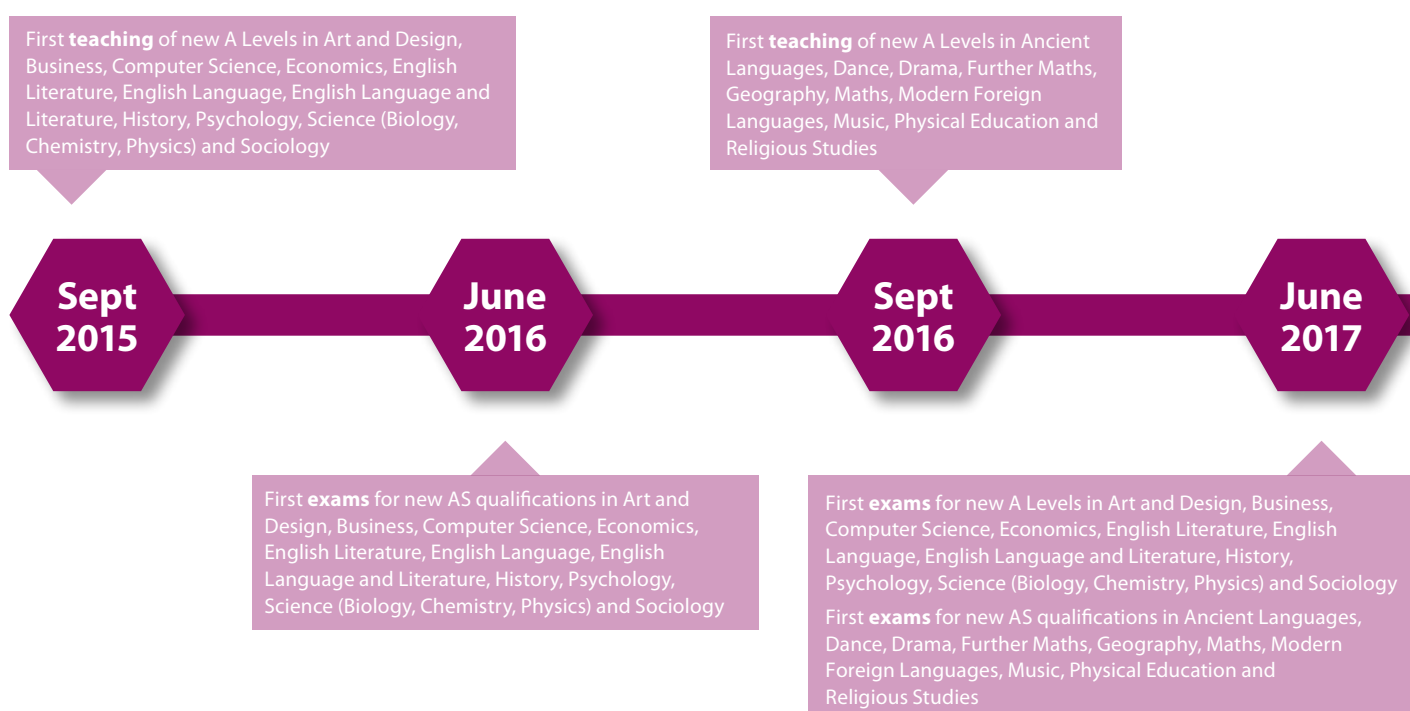 First teaching of new A Levels in Art and Design,
Business, Computer Science, Economics, English
Literature, English Language, English Language and
Literature, History, Psychology, Science (Biology,
Chemistry, Physics) and Sociology
First teaching of new A Levels in Ancient
Languages, Dance, Drama, Further Maths,
Geography, Maths, Modern Foreign
Languages, Music, Physical Education and
Religious Studies
Sept
2015
June
2016
Sept
2016
June
2017
First exams for new AS qualifications in Art and
Design, Business, Computer Science, Economics,
English Literature, English Language, English
Language and Literature, History, Psychology,
Science (Biology, Chemistry, Physics) and Sociology
First exams for new A Levels in Art and Design, Business,
Computer Science, Economics, English Literature, English
Language, English Language and Literature, History,
Psychology, Science (Biology, Chemistry, Physics) and Sociology
First exams for new AS qualifications in Ancient Languages,
Dance, Drama, Further Maths, Geography, Maths, Modern
Foreign Languages, Music, Physical Education and
Religious Studies